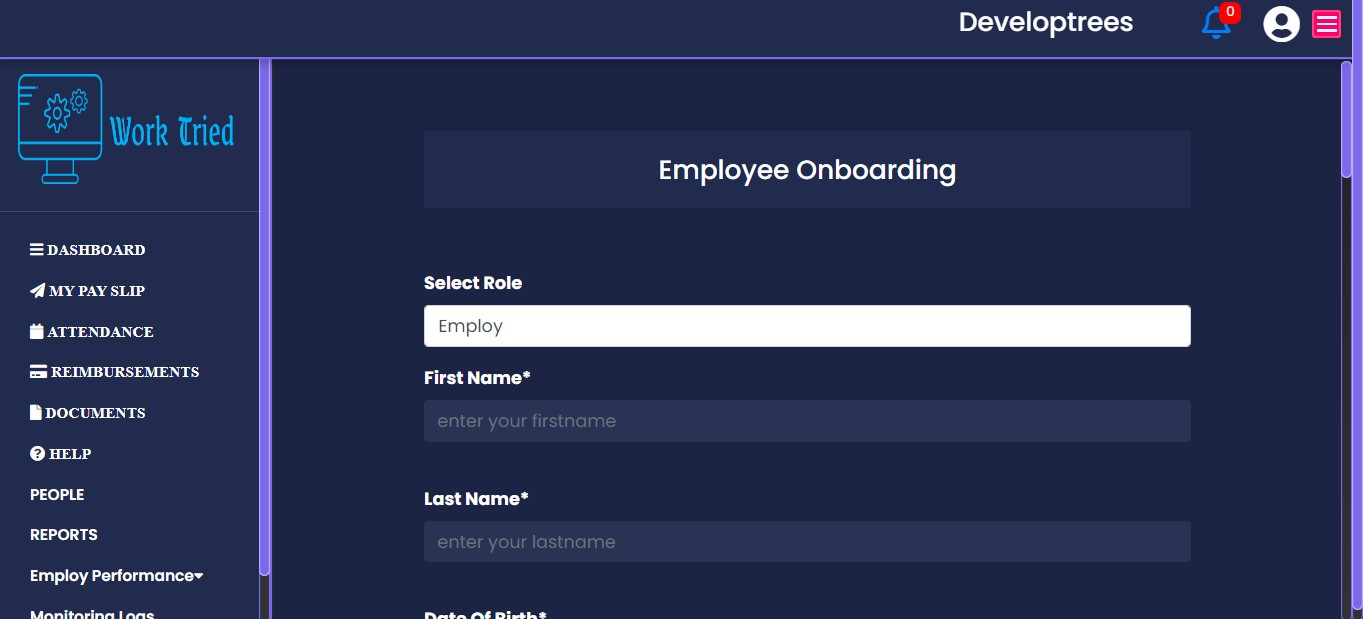 Developtrees
0
Work Tried
DASHBOARD
MY PAY SLIP
ATTENDANCE
REIMBURSEMENTS
DOCUMENTS
HELP
PEOPLE
REPORTS
Employ Performance
Monitoring Logs
Employee Onboarding
Select Role
Employ
First Name*
enter your firstname
Last Name*
enter your lastname
Date Of Birth*